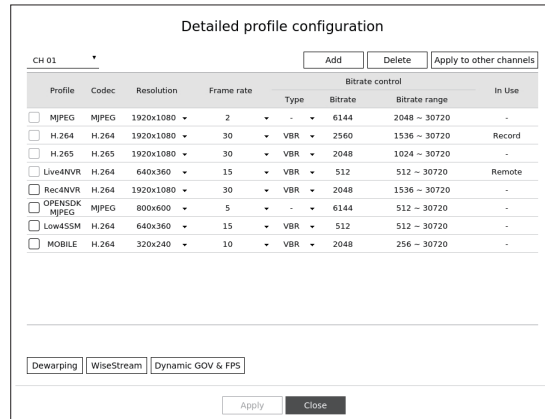 Detailed profile configuration
CH 01
Add Delete Apply to other channels
Profile Codec Resolution Frame rate Bitrate control In Use
Type Bitrate Bitrate range
MJPEG MJPEG 1920x1080 2 - 6144 2048 ~ 30720 -
H.264 H.264 1920x1080 30 VBR 2560 1536 ~ 30720 Record
H.265 H.265 1920x1080 30 VBR 2048 1024 ~ 30720 -
Live4NVR H.264 640x360 15 VBR 512 512 ~ 30720 Remote
Rec4NVR H.264 1920x1080 30 VBR 2048 1536 ~ 30720 -
OPENSDK
MJPEG MJPEG 800x600 5 - 6144 512 ~ 30720 -
Low4SSM H.264 640x360 15 VBR 512 512 ~ 30720 -
MOBILE H.264 320x240 10 VBR 2048 256 ~ 30720 -
Dewarping WiseStream Dynamic GOV & FPS
Apply Close